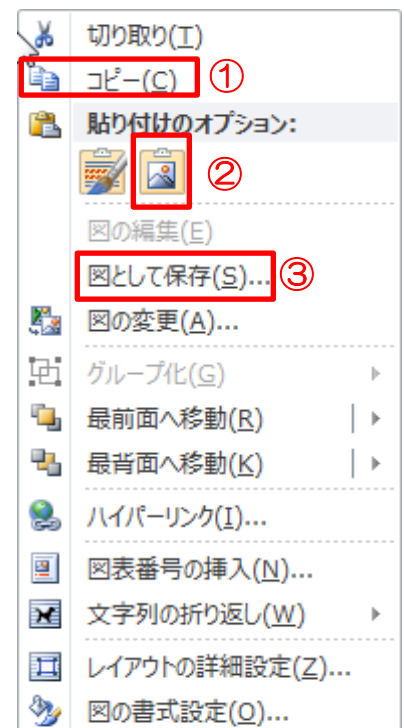 切り取り(T)
コピー(C) ①
貼り付けのオプション:
②
図の編集(E)
図として保存(S)... ③
図の変更(A)...
グループ化(G)
最前面へ移動(R)
最背面へ移動(K)
ハイパーリンク(I)...
図表番号の挿入(N)...
文字列の折り返し(W)
レイアウトの詳細設定(Z)...
図の書式設定(O)...